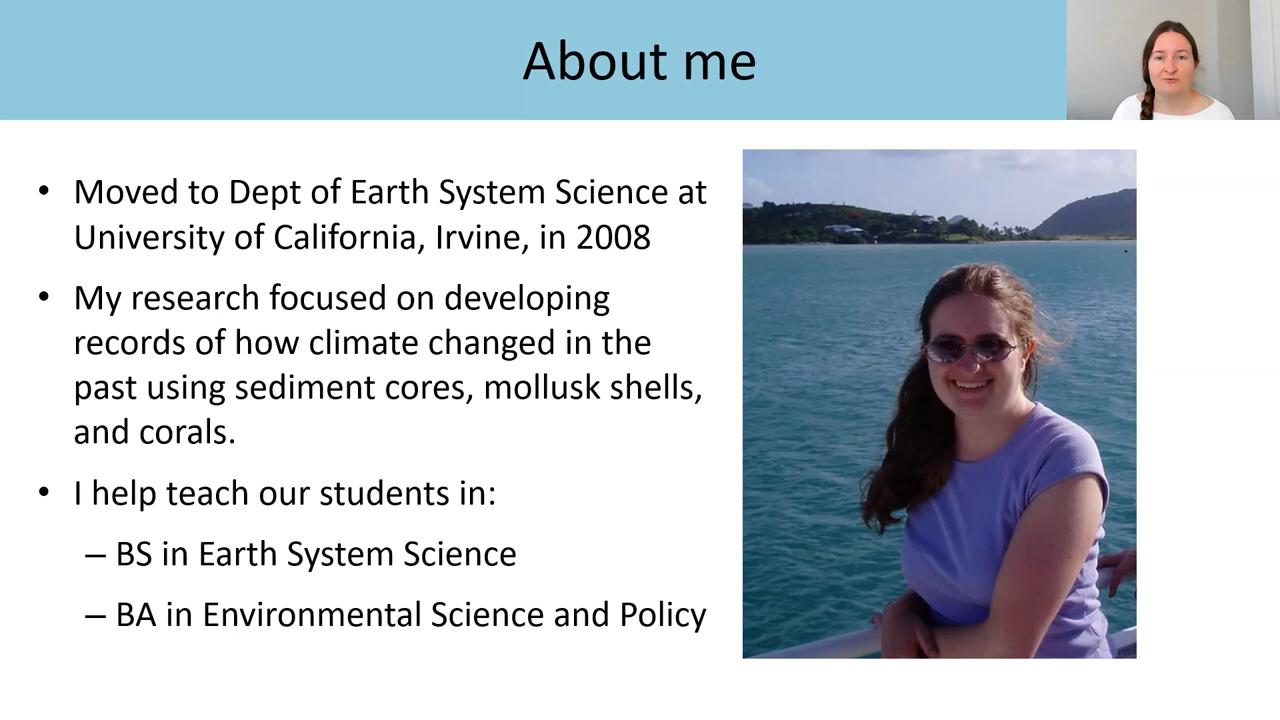 About me
• Moved to Dept of Earth System Science at
University of California, Irvine, in 2008
• My research focused on developing
records of how climate changed in the
past using sediment cores, mollusk shells,
and corals.
• I help teach our students in:
– BS in Earth System Science
– BA in Environmental Science and Policy